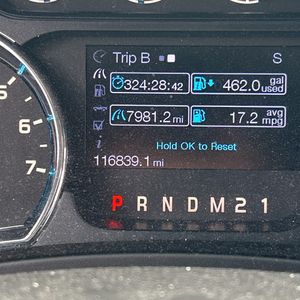 Trip B S
324:28:42 462.0 gal used
7981.2 mi 17.2 avg mpg
Hold OK to Reset
116839.1 mi
P R N D M 2 1
5
6
7